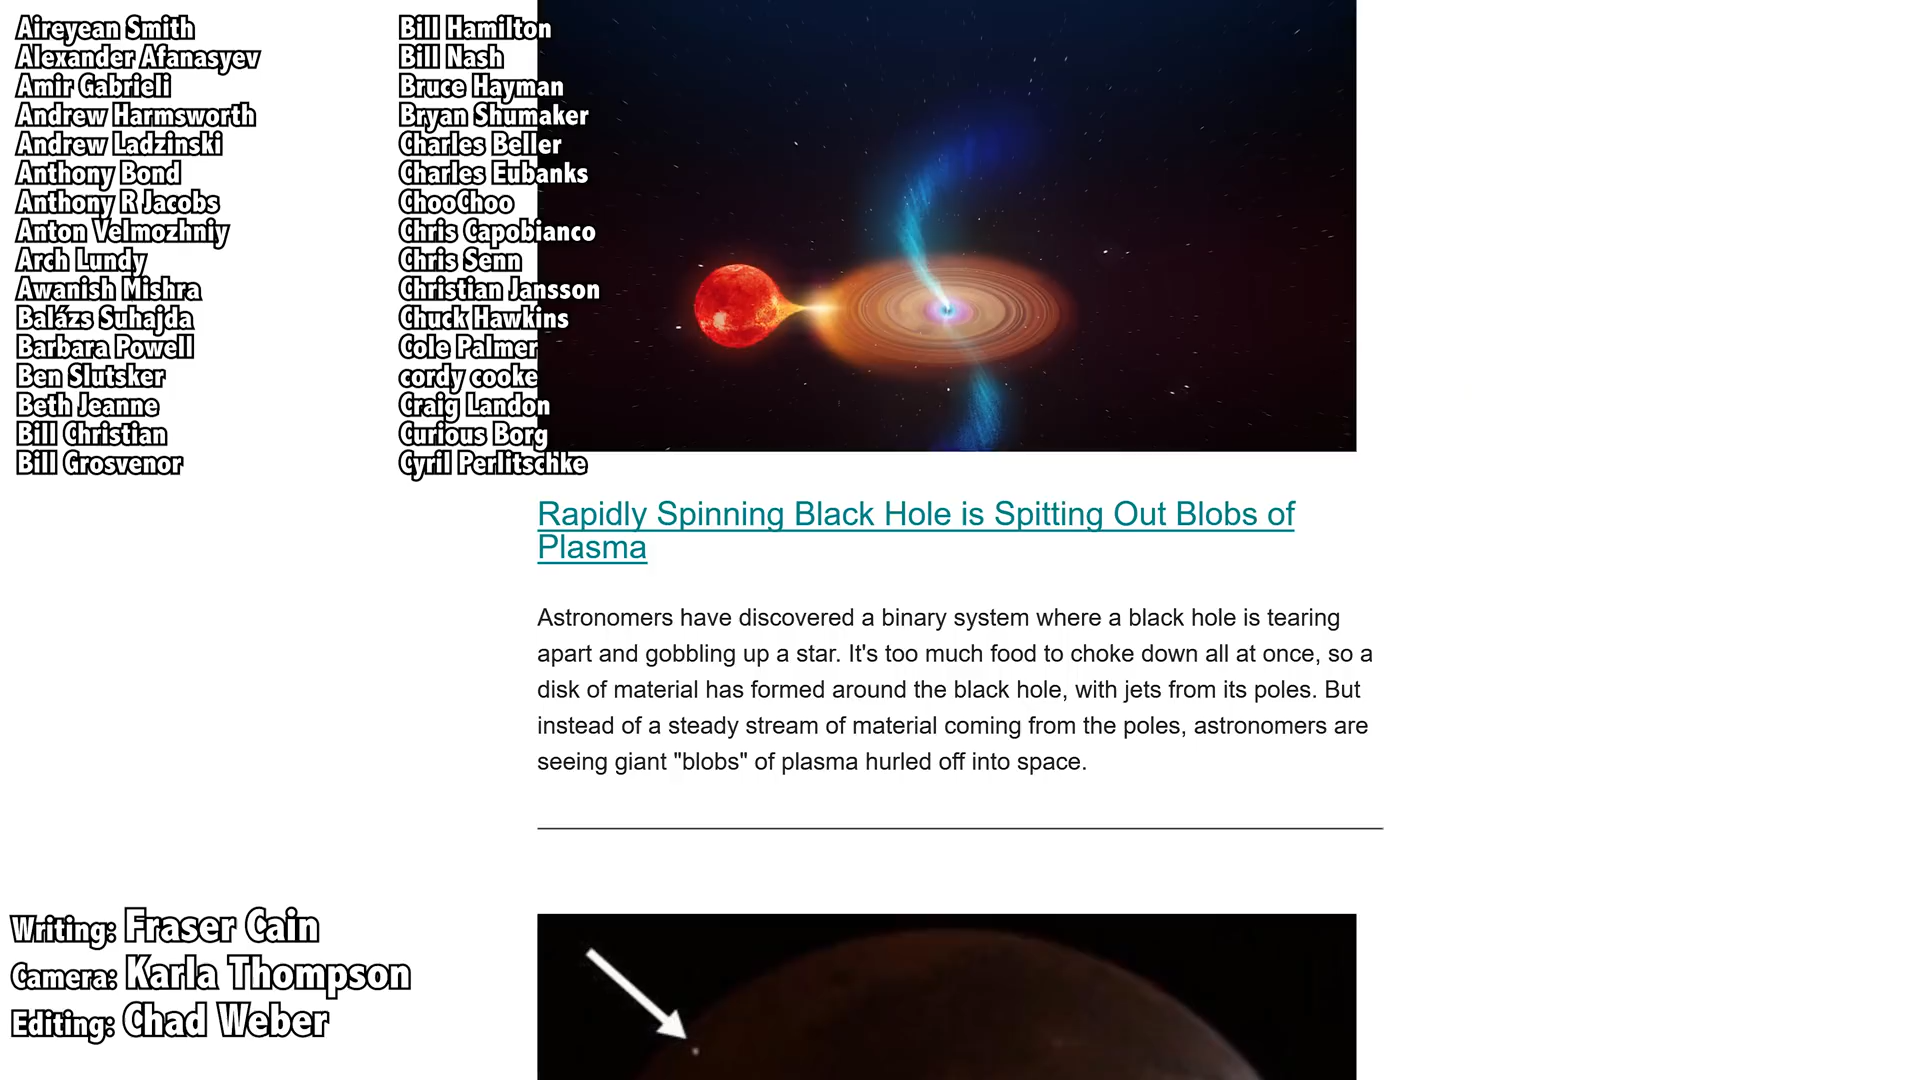 Aireyean Smith
Alexander Afanasyev
Amir Gabrieli
Andrew Harmsworth
Andrew Ladzinski
Anthony Bond
Anthony R Jacobs
Anton Velmozhniy
Arch Lundy
Awanish Mishra
Balázs Suhajda
Barbara Powell
Ben Slutsker
Beth Jeanne
Bill Christian
Bill Grosvenor
Bill Hamilton
Bill Nash
Bruce Hayman
Bryan Shumaker
Charles Beller
Charles Eubanks
ChooChoo
Chris Capobianco
Chris Senn
Christian Jansson
Chuck Hawkins
Cole Palmer
cordy cooke
Craig Landon
Curious Borg
Cyril Perlitschke
Rapidly Spinning Black Hole is Spitting Out Blobs of
Plasma
Astronomers have discovered a binary system where a black hole is tearing
apart and gobbling up a star. It's too much food to choke down all at once, so a
disk of material has formed around the black hole, with jets from its poles. But
instead of a steady stream of material coming from the poles, astronomers are
seeing giant "blobs" of plasma hurled off into space.
Writing: Fraser Cain
Camera: Karla Thompson
Editing: Chad Weber